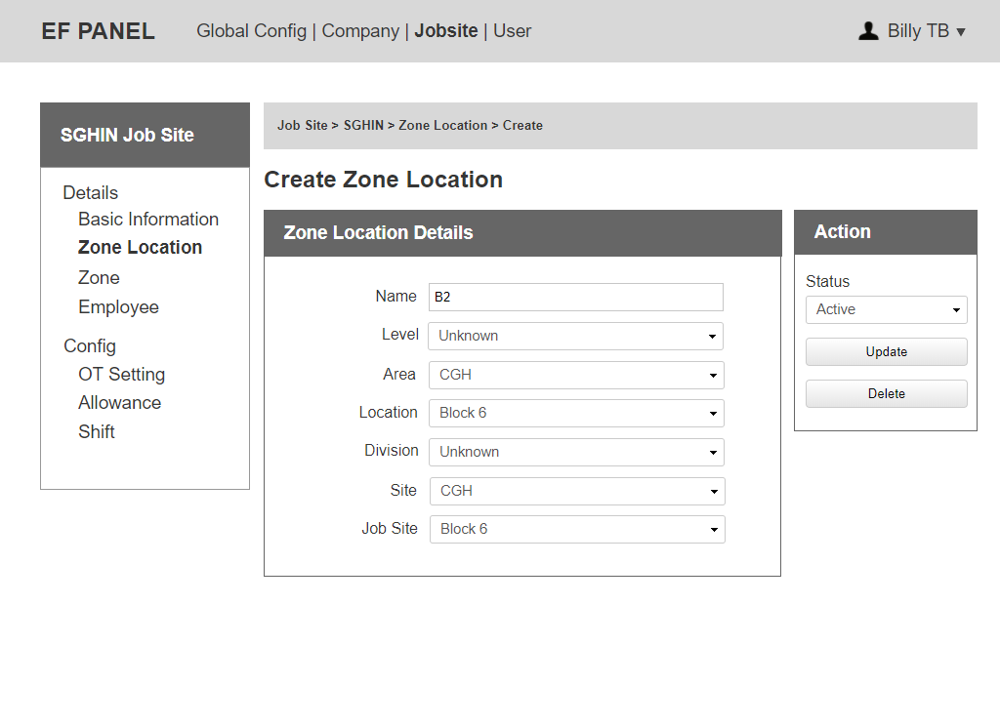 EF PANEL Global Config | Company | Jobsite | User Billy TB ▼
SGHIN Job Site
Details
Basic Information
Zone Location
Zone
Employee
Config
OT Setting
Allowance
Shift
Job Site > SGHIN > Zone Location > Create
Create Zone Location
Zone Location Details
Name B2
Level Unknown
Area CGH
Location Block 6
Division Unknown
Site CGH
Job Site Block 6
Action
Status
Active
Update
Delete